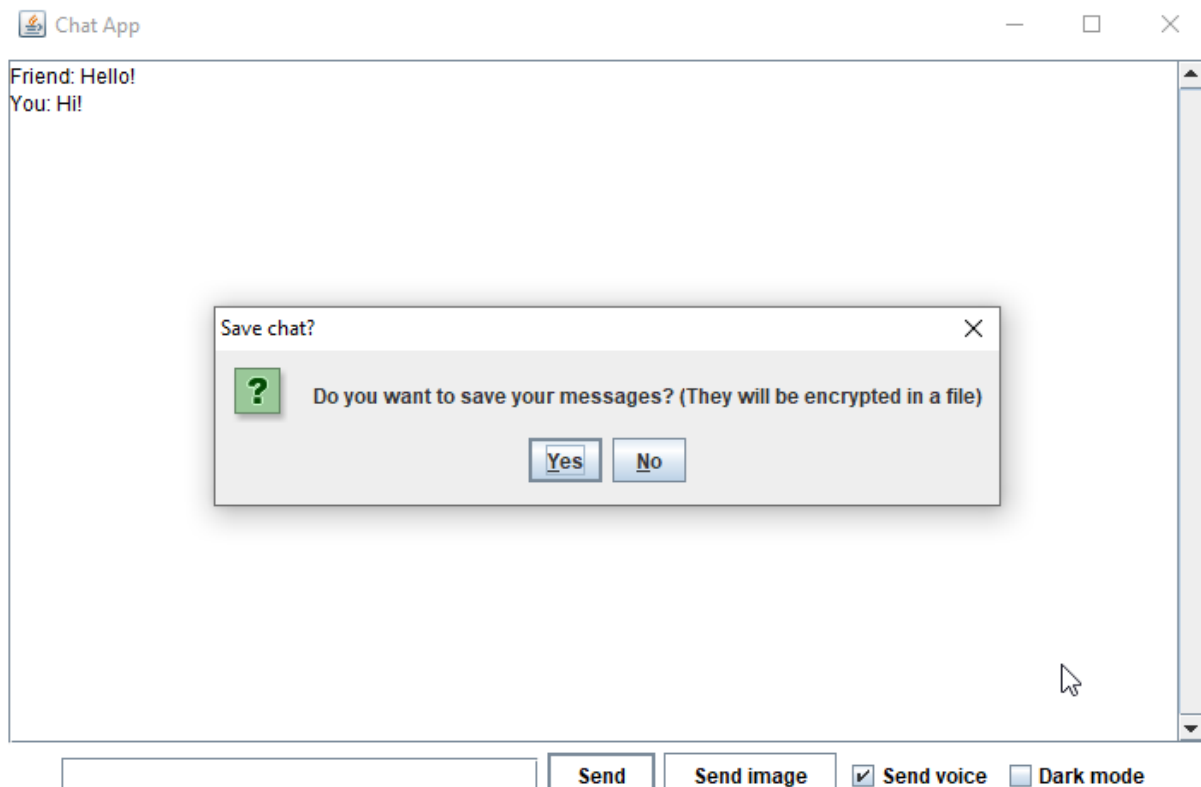 Chat App
Friend: Hello!
You: Hi!
Save chat?
?
Do you want to save your messages? (They will be encrypted in a file)
Yes No
Send Send image Send voice Dark mode